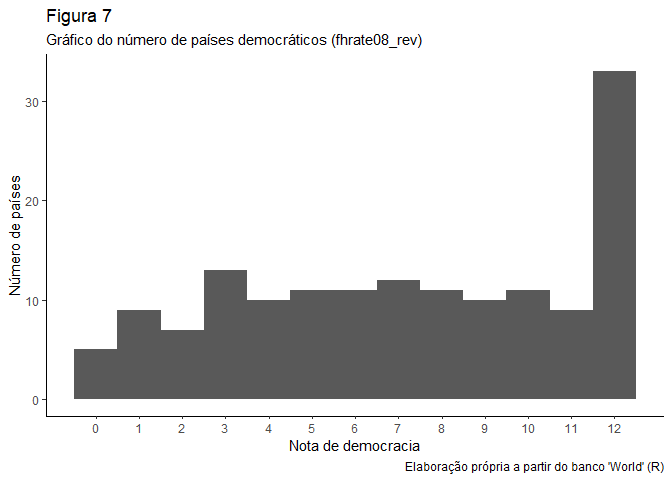 Figura 7
Gráfico do número de países democráticos (fhrate08_rev)
Número de países
30
20
10
0
0 1 2 3 4 5 6 7 8 9 10 11 12
Nota de democracia
Elaboração própria a partir do banco 'World' (R)